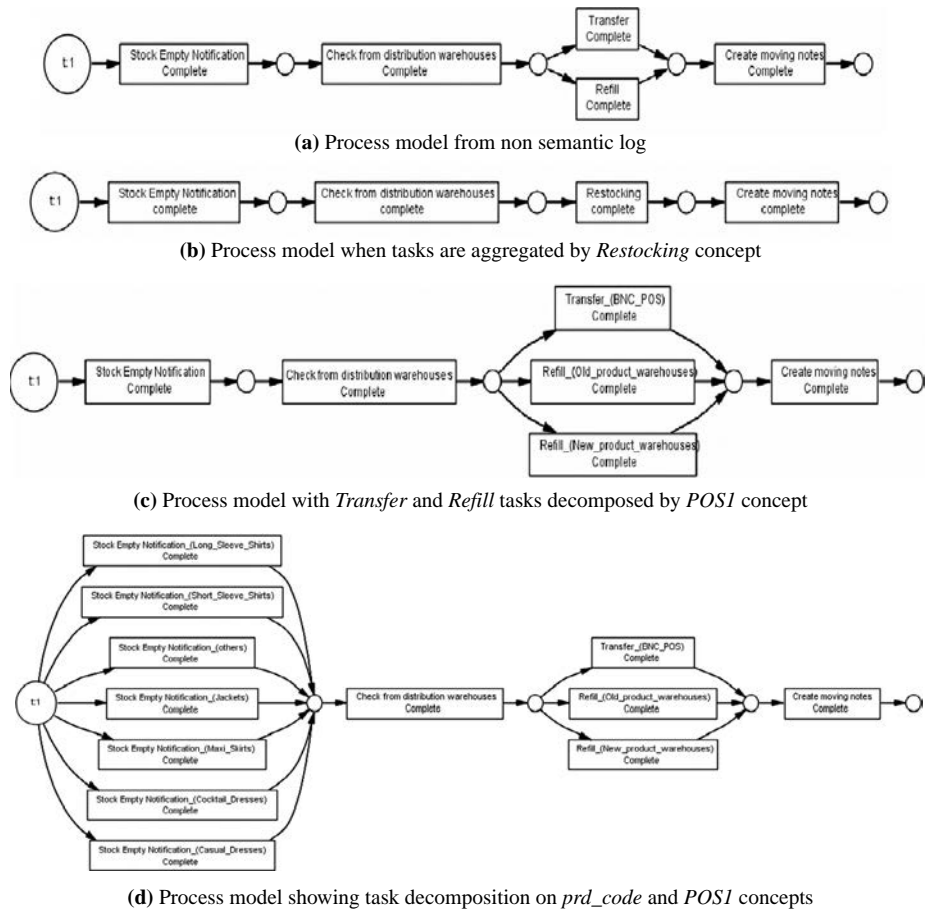 t1
Stock Empty Notification
Complete
Check from distribution warehouses
Complete
Transfer
Complete
Refill
Complete
Create moving notes
Complete
(a) Process model from non semantic log
t1
Stock Empty Notification
complete
Check from distribution warehouses
complete
Restocking
complete
Create moving notes
complete
(b) Process model when tasks are aggregated by Restocking concept
t1
Stock Empty Notification
Complete
Check from distribution warehouses
Complete
Transfer_(BNC_POS)
Complete
Refill_(Old_product_warehouses)
Complete
Refill_(New_product_warehouses)
Complete
Create moving notes
Complete
(c) Process model with Transfer and Refill tasks decomposed by POS1 concept
t1
Stock Empty Notification_(Long_Sleeve_Shirts)
Complete
Stock Empty Notification_(Short_Sleeve_Shirts)
Complete
Stock Empty Notification_(others)
Complete
Stock Empty Notification_(Jackets)
Complete
Stock Empty Notification_(Maxi_Skirts)
Complete
Stock Empty Notification_(Cocktail_Dresses)
Complete
Stock Empty Notification_(Casual_Dresses)
Complete
Check from distribution warehouses
Complete
Transfer_(BNC_POS)
Complete
Refill_(Old_product_warehouses)
Complete
Refill_(New_product_warehouses)
Complete
Create moving notes
Complete
(d) Process model showing task decomposition on prd_code and POS1 concepts